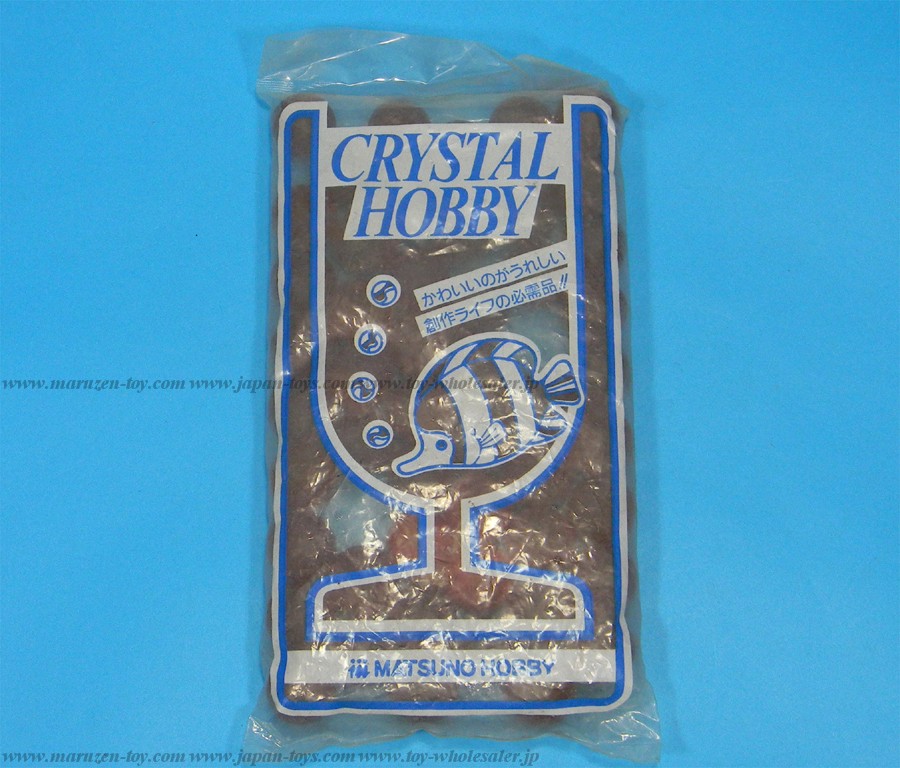 CRYSTAL
HOBBY
かわいいのがうれしい
創作ライフの必需品!!
www.maruzen-toy.com www.japan-toys.com www.toy-wholesaler.jp
MATSUNO HOBBY
www.maruzen-toy.com www.japan-toys.com www.toy-wholesaler.jp